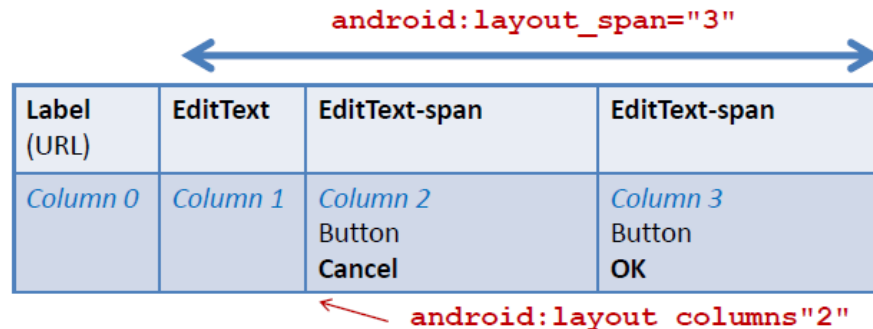 android:layout_span="3"
Label EditText EditText-span EditText-span
(URL)
Column 0 Column 1 Column 2 Column 3
Button Button
Cancel OK
android:layout columns"2"